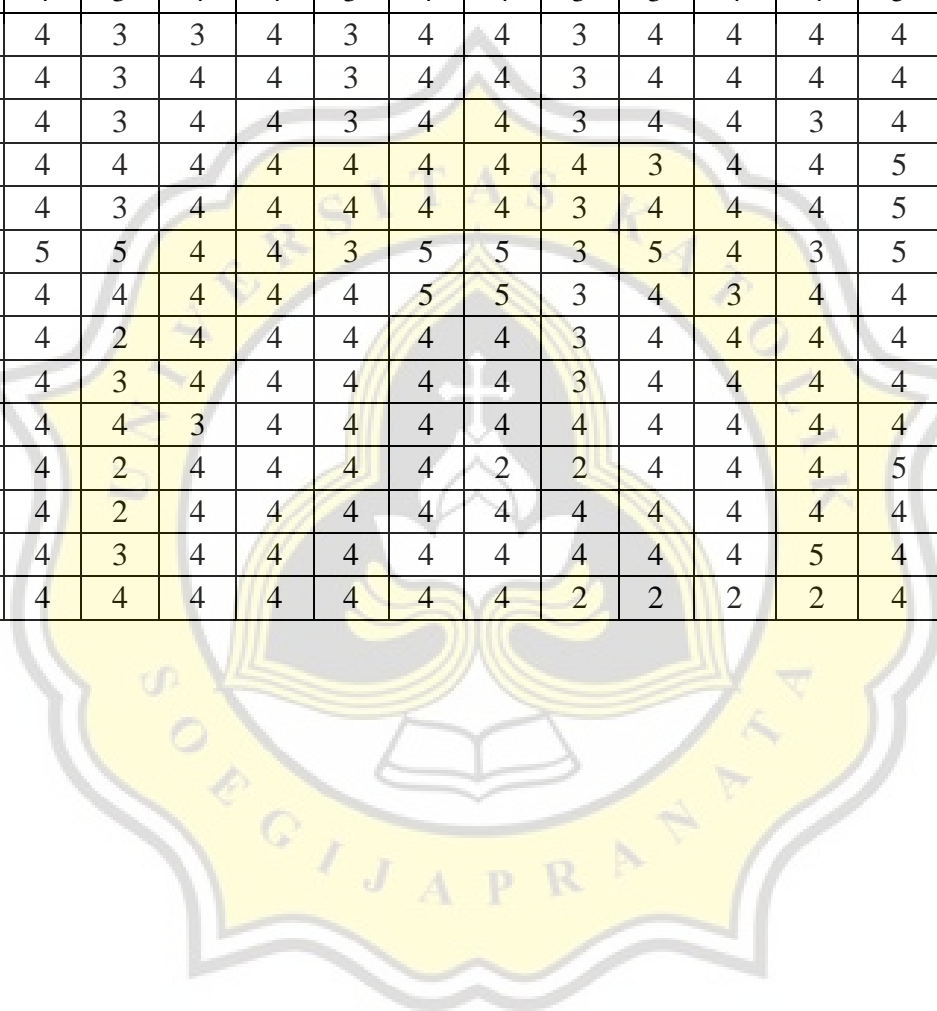 4 3 3 4 3 4 4 3 4 4 4 4
4 3 4 4 3 4 4 3 4 4 4 4
4 3 4 4 3 4 4 3 4 4 3 4
4 4 4 4 4 4 4 4 3 4 4 5
4 3 4 4 4 4 4 3 4 4 4 5
5 5 4 4 3 5 5 3 5 4 3 5
4 4 4 4 4 5 5 3 4 3 4 4
4 2 4 4 4 4 4 3 4 4 4 4
4 3 4 4 4 4 4 3 4 4 4 4
4 4 3 4 4 4 4 4 4 4 4 4
4 2 4 4 4 4 2 2 4 4 4 5
4 2 4 4 4 4 4 4 4 4 4 4
4 3 4 4 4 4 4 4 4 4 5 4
4 4 4 4 4 4 4 2 2 2 2 4
UNIVERSITAS KATOLIK
SOEGIJAPRANATA